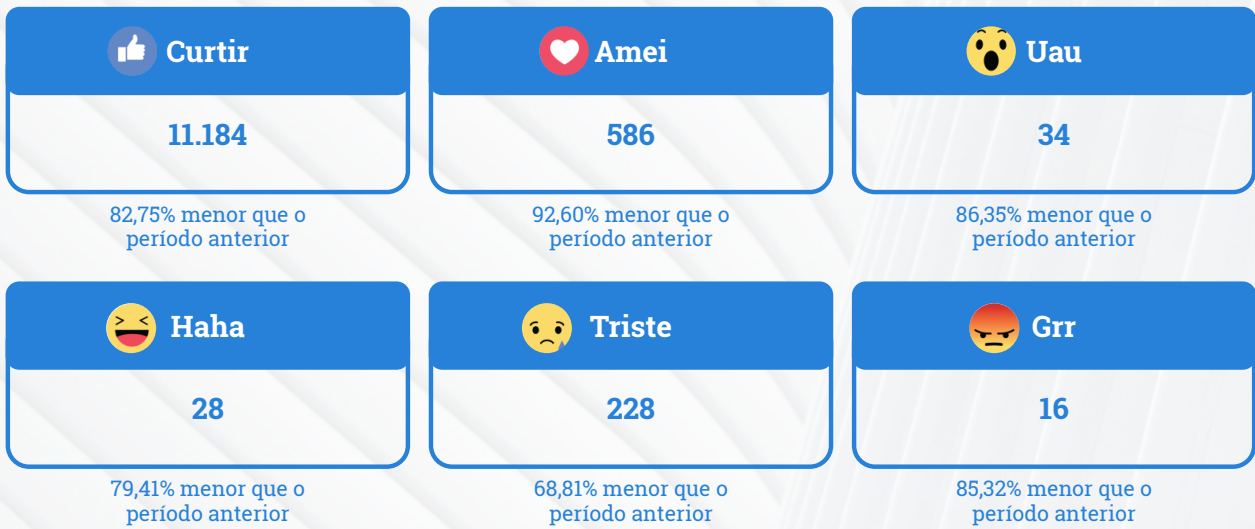 Curtir
11.184
82,75% menor que o
período anterior
Amei
586
92,60% menor que o
período anterior
Uau
34
86,35% menor que o
período anterior
Haha
28
79,41% menor que o
período anterior
Triste
228
68,81% menor que o
período anterior
Grr
16
85,32% menor que o
período anterior